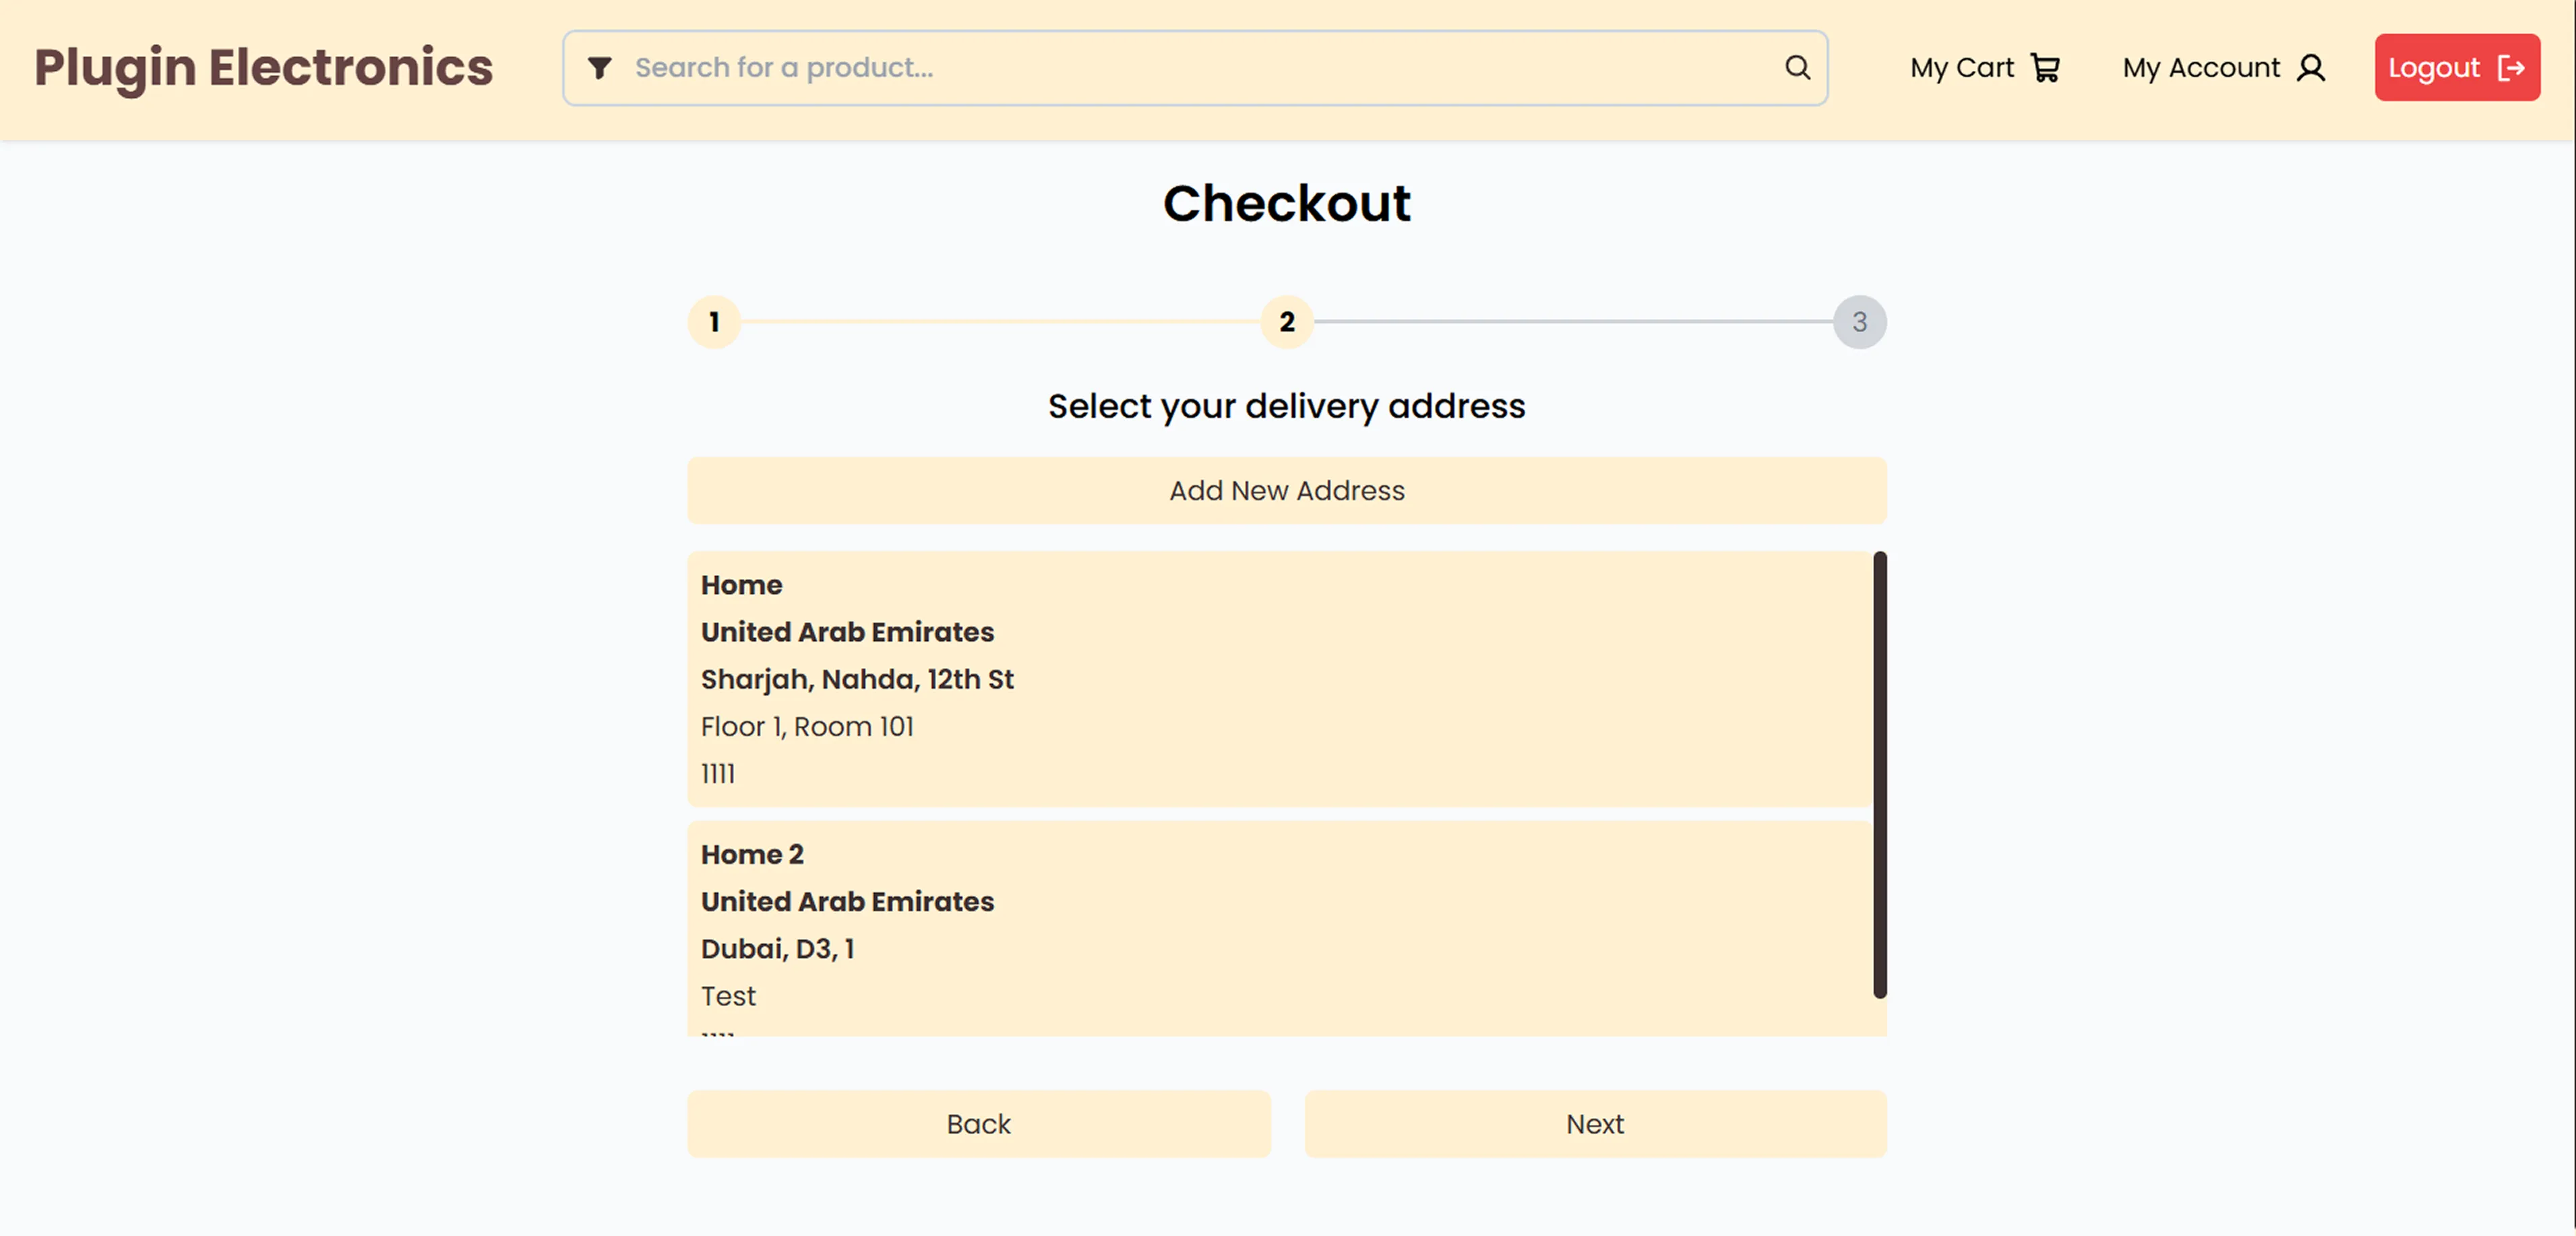 Plugin Electronics
Search for a product...
My Cart
My Account
Logout
Checkout
1
2
3
Select your delivery address
Add New Address
Home
United Arab Emirates
Sharjah, Nahda, 12th St
Floor 1, Room 101
1111
Home 2
United Arab Emirates
Dubai, D3, 1
Test
Back
Next